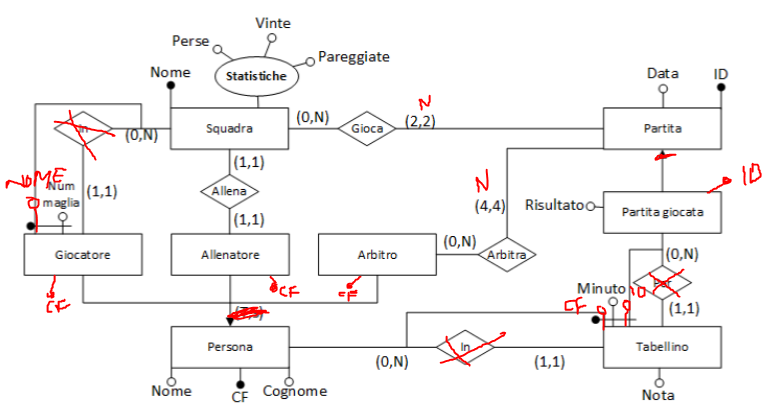 Vinte
Perse
Pareggiate
Nome
Statistiche
Data
ID
N
In
(0,N)
Squadra
(0,N)
Gioca
(2,2)
Partita
NOME
Num
maglia
(1,1)
(1,1)
Allena
N
(4,4)
ID
Risultato
Partita giocata
(1,1)
Giocatore
Allenatore
Arbitro
(0,N)
Arbitra
(0,N)
CF
CF
CF
Minuto
CF
ID
(1,1)
Persona
(0,N)
In
(1,1)
Tabellino
Nome
CF
Cognome
Nota